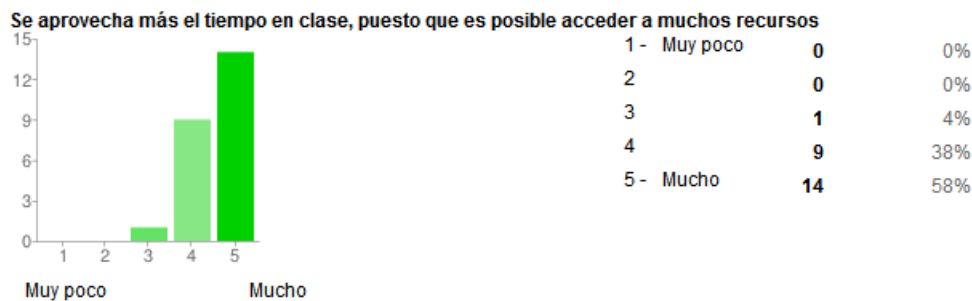 Se aprovecha más el tiempo en clase, puesto que es posible acceder a muchos recursos
15
12
9
6
3
0
1 2 3 4 5
Muy poco Mucho
1 - Muy poco 0 0%
2 0 0%
3 1 4%
4 9 38%
5 - Mucho 14 58%